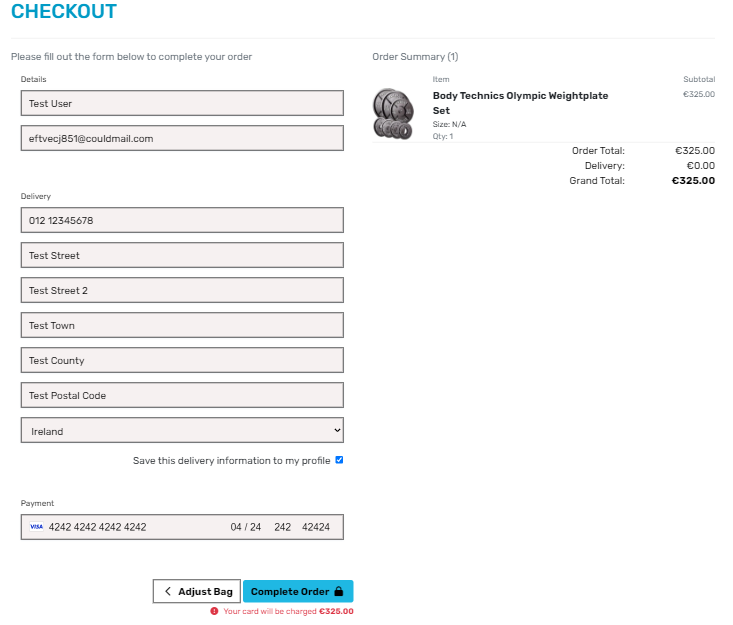 CHECKOUT
Please fill out the form below to complete your order
Details
Test User
eftvecj851@couldmail.com
Delivery
012 12345678
Test Street
Test Street 2
Test Town
Test County
Test Postal Code
Ireland
Save this delivery information to my profile
Payment
VISA 4242 4242 4242 4242 04 / 24 242 42424
Adjust Bag Complete Order
Your card will be charged €325.00
Order Summary (1)
Item Subtotal
Body Technics Olympic Weightplate €325.00
Set
Size: N/A
Qty: 1
Order Total: €325.00
Delivery: €0.00
Grand Total: €325.00